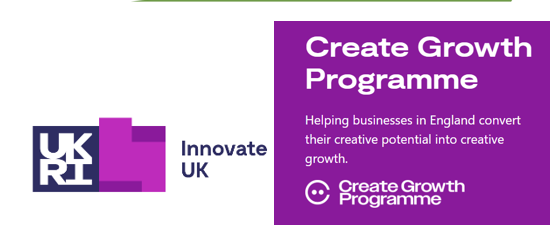 UK
RI
Innovate
UK
Create Growth
Programme
Helping businesses in England convert
their creative potential into creative
growth.
Create Growth
Programme